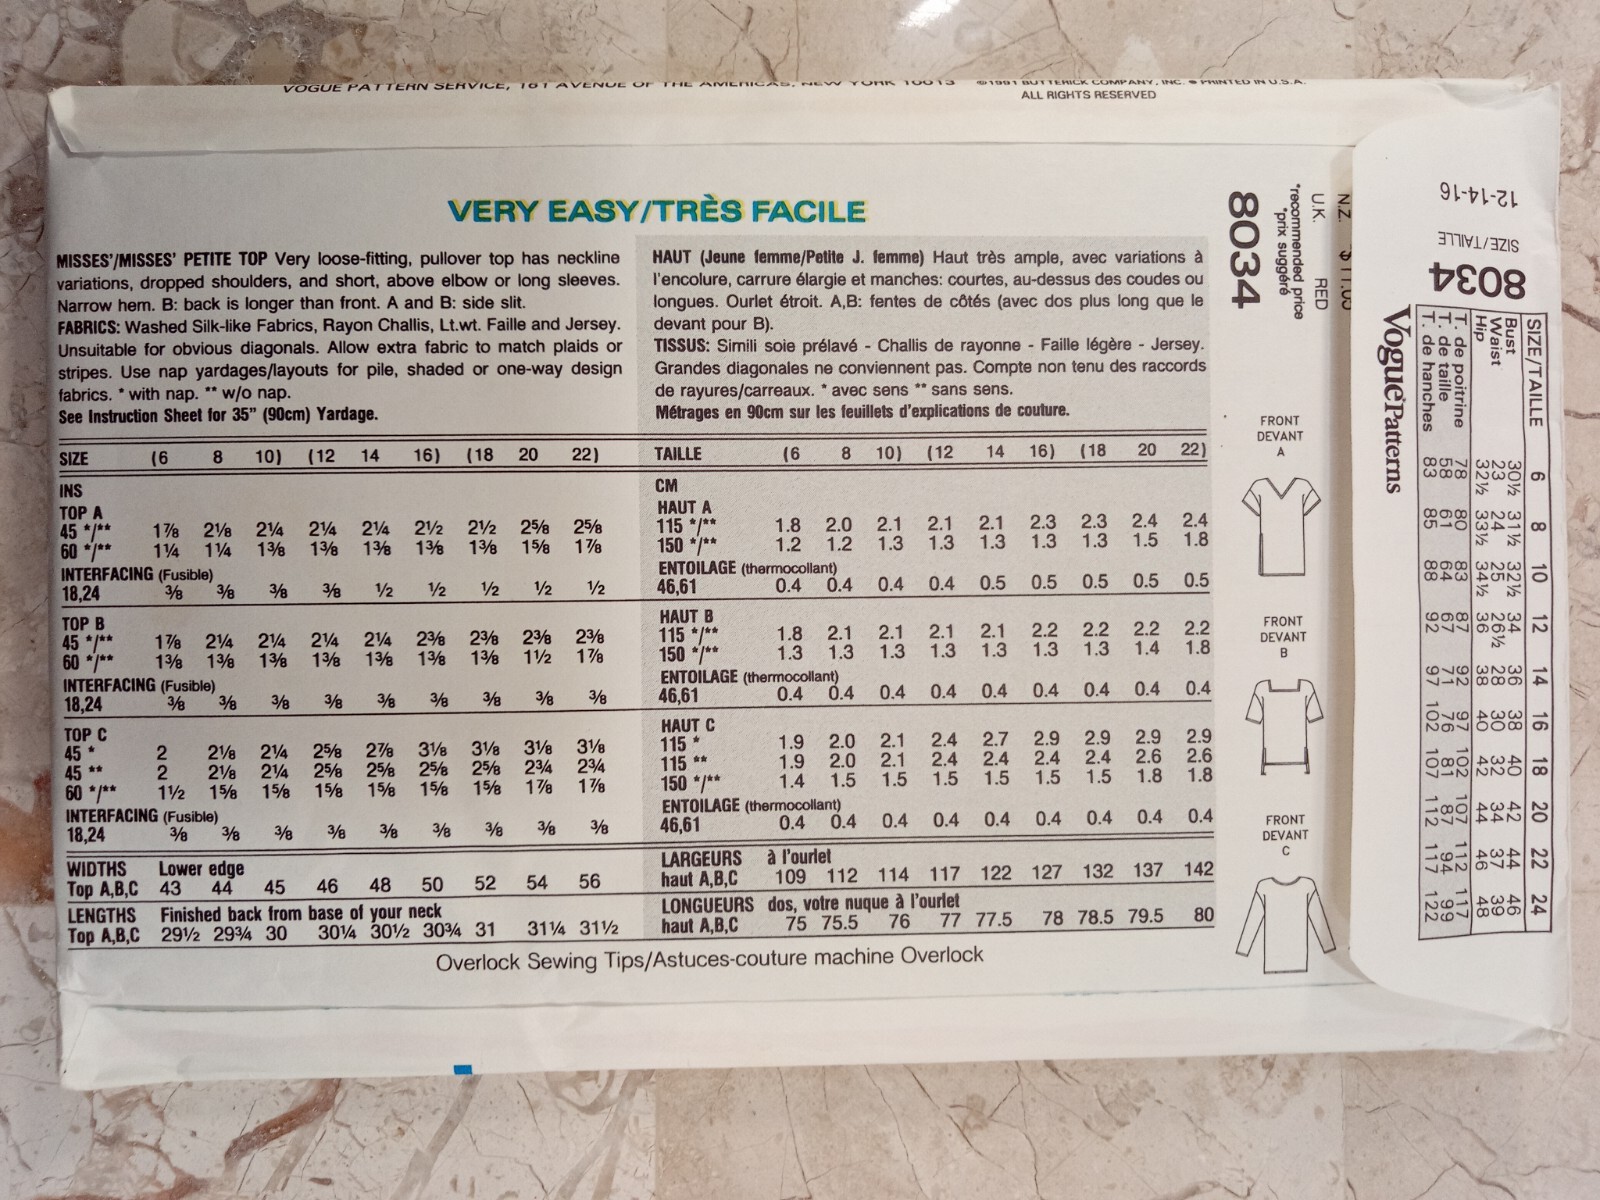 VOGUE PATTERN SERVICE, 161 AVENUE OF THE AMERICAS, NEW YORK 10013 ©1991 BUTTERICK COMPANY, INC. • PRINTED IN U.S.A.
ALL RIGHTS RESERVED
VERY EASY/TRÈS FACILE
MISSES'/MISSES' PETITE TOP Very loose-fitting, pullover top has neckline
variations, dropped shoulders, and short, above elbow or long sleeves.
Narrow hem. B: back is longer than front. A and B: side slit.
FABRICS: Washed Silk-like Fabrics, Rayon Challis, Lt.wt. Faille and Jersey.
Unsuitable for obvious diagonals. Allow extra fabric to match plaids or
stripes. Use nap yardages/layouts for pile, shaded or one-way design
fabrics. * with nap. ** w/o nap.
See Instruction Sheet for 35" (90cm) Yardage.
SIZE (6 8 10) (12 14 16) (18 20 22)
INS
TOP A
45 */** 1⅞ 2⅛ 2¼ 2¼ 2¼ 2½ 2½ 2⅝ 2⅝
60 */** 1¼ 1¼ 1⅜ 1⅜ 1⅜ 1⅜ 1⅜ 1⅝ 1⅞
INTERFACING (Fusible)
18,24 ⅜ ⅜ ⅜ ⅜ ½ ½ ½ ½ ½
TOP B
45 */** 1⅞ 2¼ 2¼ 2¼ 2¼ 2⅜ 2⅜ 2⅜ 2⅜
60 */** 1⅜ 1⅜ 1⅜ 1⅜ 1⅜ 1⅜ 1⅜ 1½ 1⅞
INTERFACING (Fusible)
18,24 ⅜ ⅜ ⅜ ⅜ ⅜ ⅜ ⅜ ⅜ ⅜
TOP C
45 * 2 2⅛ 2¼ 2⅝ 2⅞ 3⅛ 3⅛ 3⅛ 3⅛
45 ** 2 2⅛ 2¼ 2⅝ 2⅝ 2⅝ 2⅝ 2¾ 2¾
60 */** 1½ 1⅝ 1⅝ 1⅝ 1⅝ 1⅝ 1⅝ 1⅞ 1⅞
INTERFACING (Fusible)
18,24 ⅜ ⅜ ⅜ ⅜ ⅜ ⅜ ⅜ ⅜ ⅜
WIDTHS Lower edge
Top A,B,C 43 44 45 46 48 50 52 54 56
LENGTHS Finished back from base of your neck
Top A,B,C 29½ 29¾ 30 30¼ 30½ 30¾ 31 31¼ 31½
HAUT (Jeune femme/Petite J. femme) Haut très ample, avec variations à
l'encolure, carrure élargie et manches: courtes, au-dessus des coudes ou
longues. Ourlet étroit. A,B: fentes de côtés (avec dos plus long que le
devant pour B).
TISSUS: Simili soie prélavé - Challis de rayonne - Faille légère - Jersey.
Grandes diagonales ne conviennent pas. Compte non tenu des raccords
de rayures/carreaux. * avec sens ** sans sens.
Métrages en 90cm sur les feuillets d'explications de couture.
TAILLE (6 8 10) (12 14 16) (18 20 22)
CM
HAUT A
115 */** 1.8 2.0 2.1 2.1 2.1 2.3 2.3 2.4 2.4
150 */** 1.2 1.2 1.3 1.3 1.3 1.3 1.3 1.5 1.8
ENTOILAGE (thermocollant)
46,61 0.4 0.4 0.4 0.4 0.5 0.5 0.5 0.5 0.5
HAUT B
115 */** 1.8 2.1 2.1 2.1 2.1 2.2 2.2 2.2 2.2
150 */** 1.3 1.3 1.3 1.3 1.3 1.3 1.3 1.4 1.8
ENTOILAGE (thermocollant)
46,61 0.4 0.4 0.4 0.4 0.4 0.4 0.4 0.4 0.4
HAUT C
115 * 1.9 2.0 2.1 2.4 2.7 2.9 2.9 2.9 2.9
115 ** 1.9 2.0 2.1 2.4 2.4 2.4 2.4 2.6 2.6
150 */** 1.4 1.5 1.5 1.5 1.5 1.5 1.5 1.8 1.8
ENTOILAGE (thermocollant)
46,61 0.4 0.4 0.4 0.4 0.4 0.4 0.4 0.4 0.4
LARGEURS à l'ourlet
haut A,B,C 109 112 114 117 122 127 132 137 142
LONGUEURS dos, votre nuque à l'ourlet
haut A,B,C 75 75.5 76 77 77.5 78 78.5 79.5 80
Overlock Sewing Tips/Astuces-couture machine Overlock
8034
N.Z.
U.K. RED
*recommended price
*prix suggéré
FRONT
DEVANT
A
FRONT
DEVANT
B
FRONT
DEVANT
C
8034
SIZE/TAILLE
12-14-16
SIZE/TAILLE 6 8 10 12 14 16 18 20 22 24
Bust 30½ 31½ 32½ 34 36 38 40 42 44 46
Waist 23 24 25 26½ 28 30 32 34 37 39
Hip 32½ 33½ 34½ 36 38 40 42 44 46 48
T. de poitrine 78 80 83 87 92 97 102 107 112 117
T. de taille 58 61 64 67 71 76 81 87 94 99
T. de hanches 83 85 88 92 97 102 107 112 117 122
Vogue Patterns